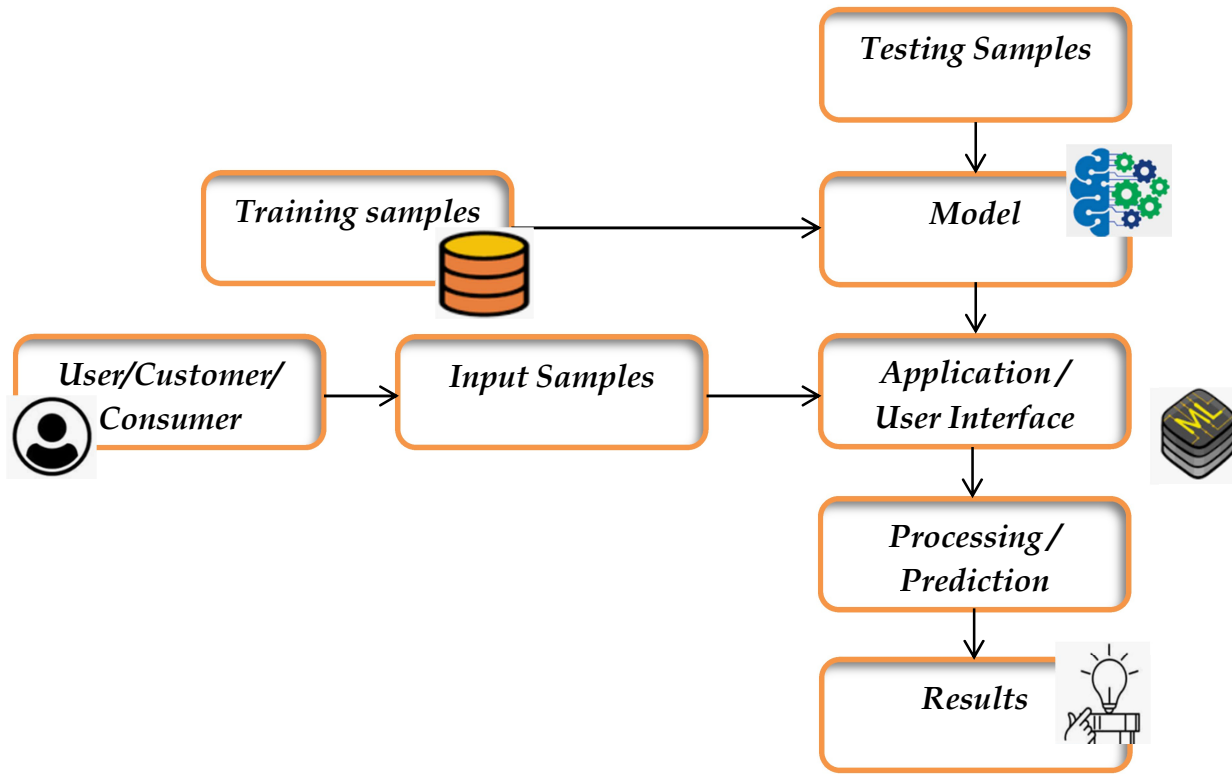 Testing Samples
Training samples
Model
User/Customer/
Consumer
Input Samples
Application /
User Interface
ML
Processing /
Prediction
Results